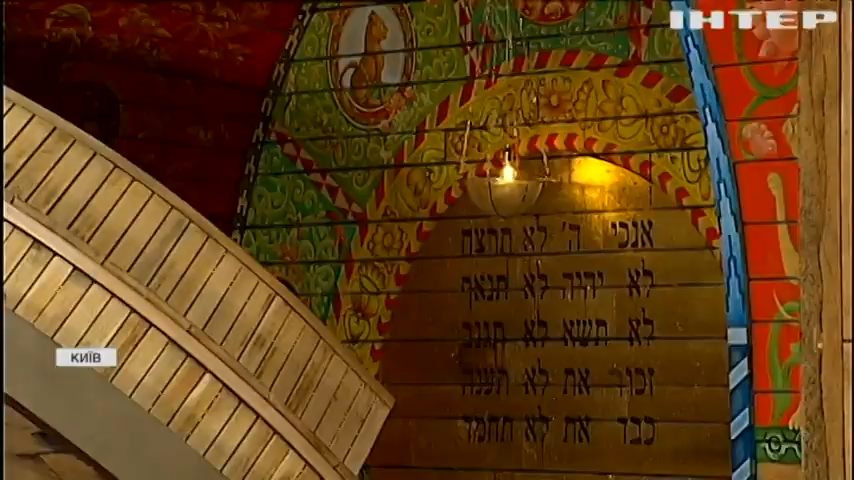 ІНТЕР
אנכי ה' לא תרצח
לא יהיה לא תנאף
לא תשא לא תגנב
זכור את לא תענה
כבד את לא תחמד
КИЇВ